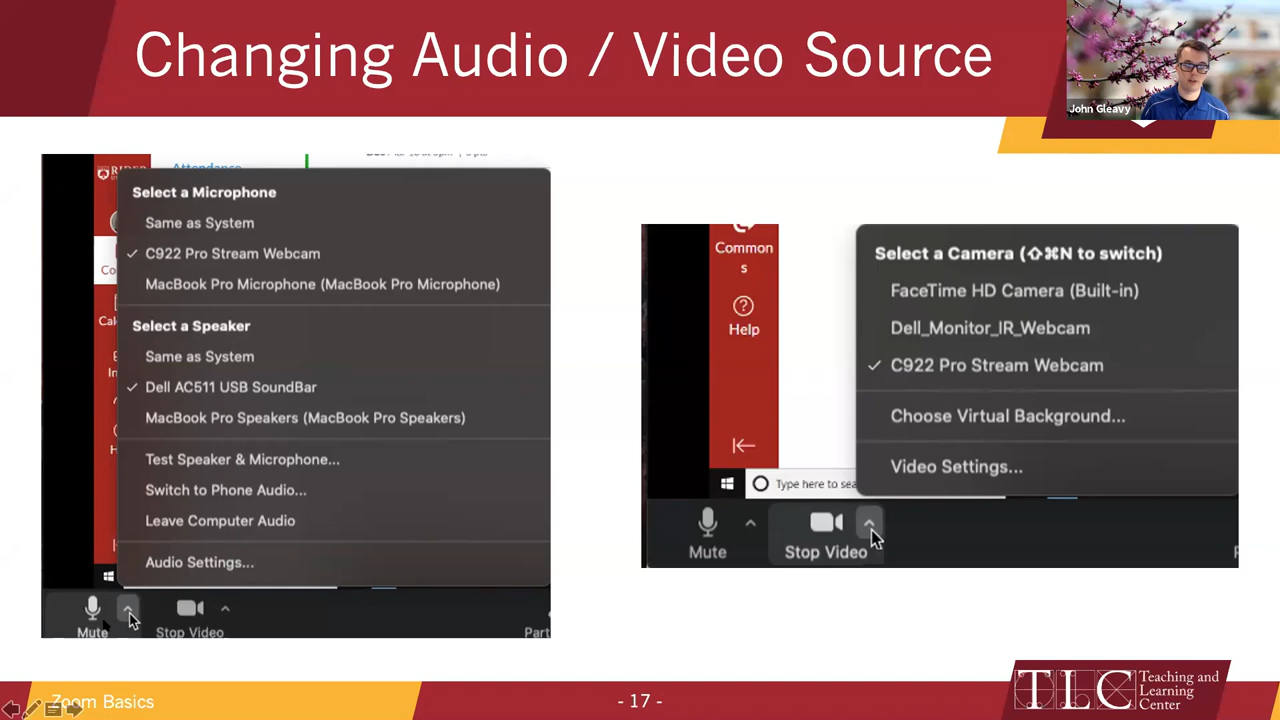 Changing Audio / Video Source
John Gleavy
Attendance
Select a Microphone
Same as System
C922 Pro Stream Webcam
MacBook Pro Microphone (MacBook Pro Microphone)
Select a Speaker
Same as System
Dell AC511 USB SoundBar
MacBook Pro Speakers (MacBook Pro Speakers)
Test Speaker & Microphone...
Switch to Phone Audio...
Leave Computer Audio
Audio Settings...
Mute
Stop Video
Part
Common
s
Help
Select a Camera (⇧⌘N to switch)
FaceTime HD Camera (Built-in)
Dell_Monitor_IR_Webcam
C922 Pro Stream Webcam
Choose Virtual Background...
Video Settings...
Type here to sea
Mute
Stop Video
Zoom Basics
- 17 -
TLC
Teaching and
Learning
Center